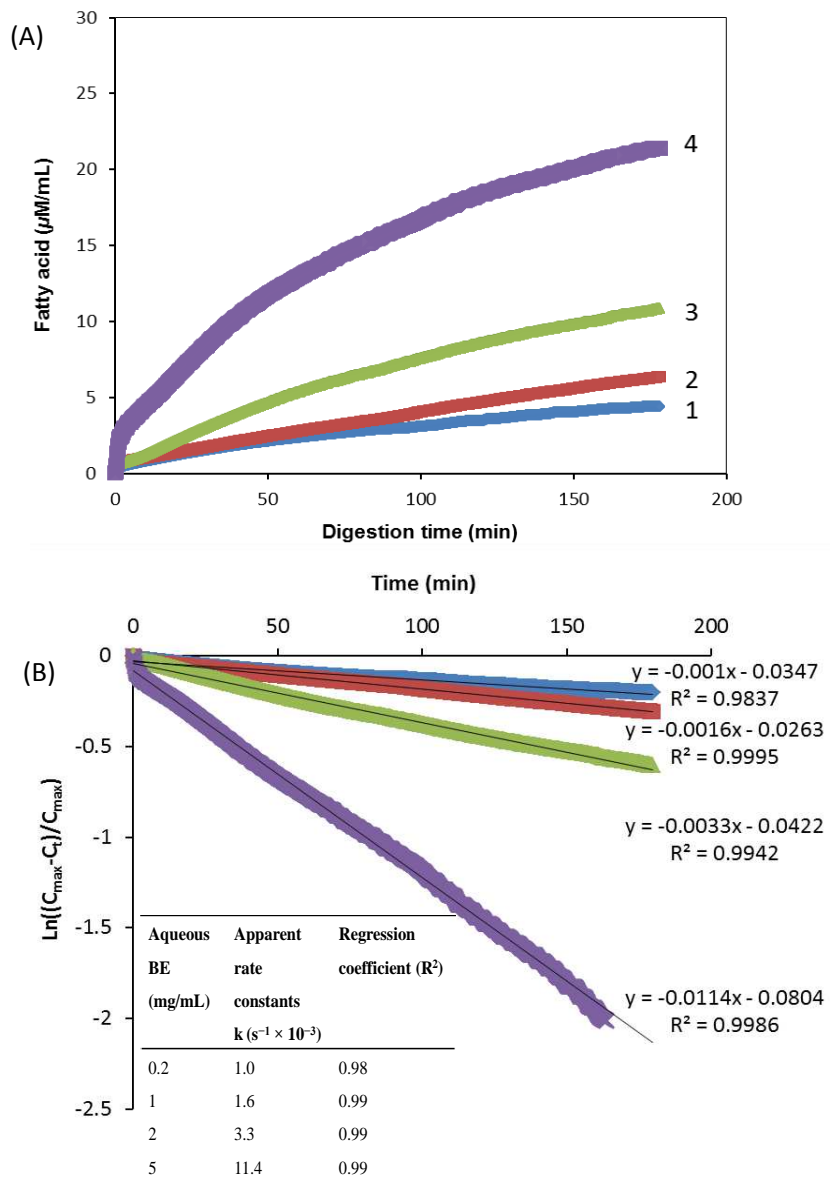 (A)
30
25
20
15
10
5
0
Fatty acid (µM/mL)
4
3
2
1
0 50 100 150 200
Digestion time (min)
Time (min)
0 50 100 150 200
(B)
0
-0.5
-1
-1.5
-2
-2.5
Ln((Cmax-Ct)/Cmax)
y = -0.001x - 0.0347
R² = 0.9837
y = -0.0016x - 0.0263
R² = 0.9995
y = -0.0033x - 0.0422
R² = 0.9942
y = -0.0114x - 0.0804
R² = 0.9986
Aqueous Apparent Regression
BE rate coefficient (R²)
(mg/mL) constants
k (s⁻¹ × 10⁻³)
0.2 1.0 0.98
1 1.6 0.99
2 3.3 0.99
5 11.4 0.99